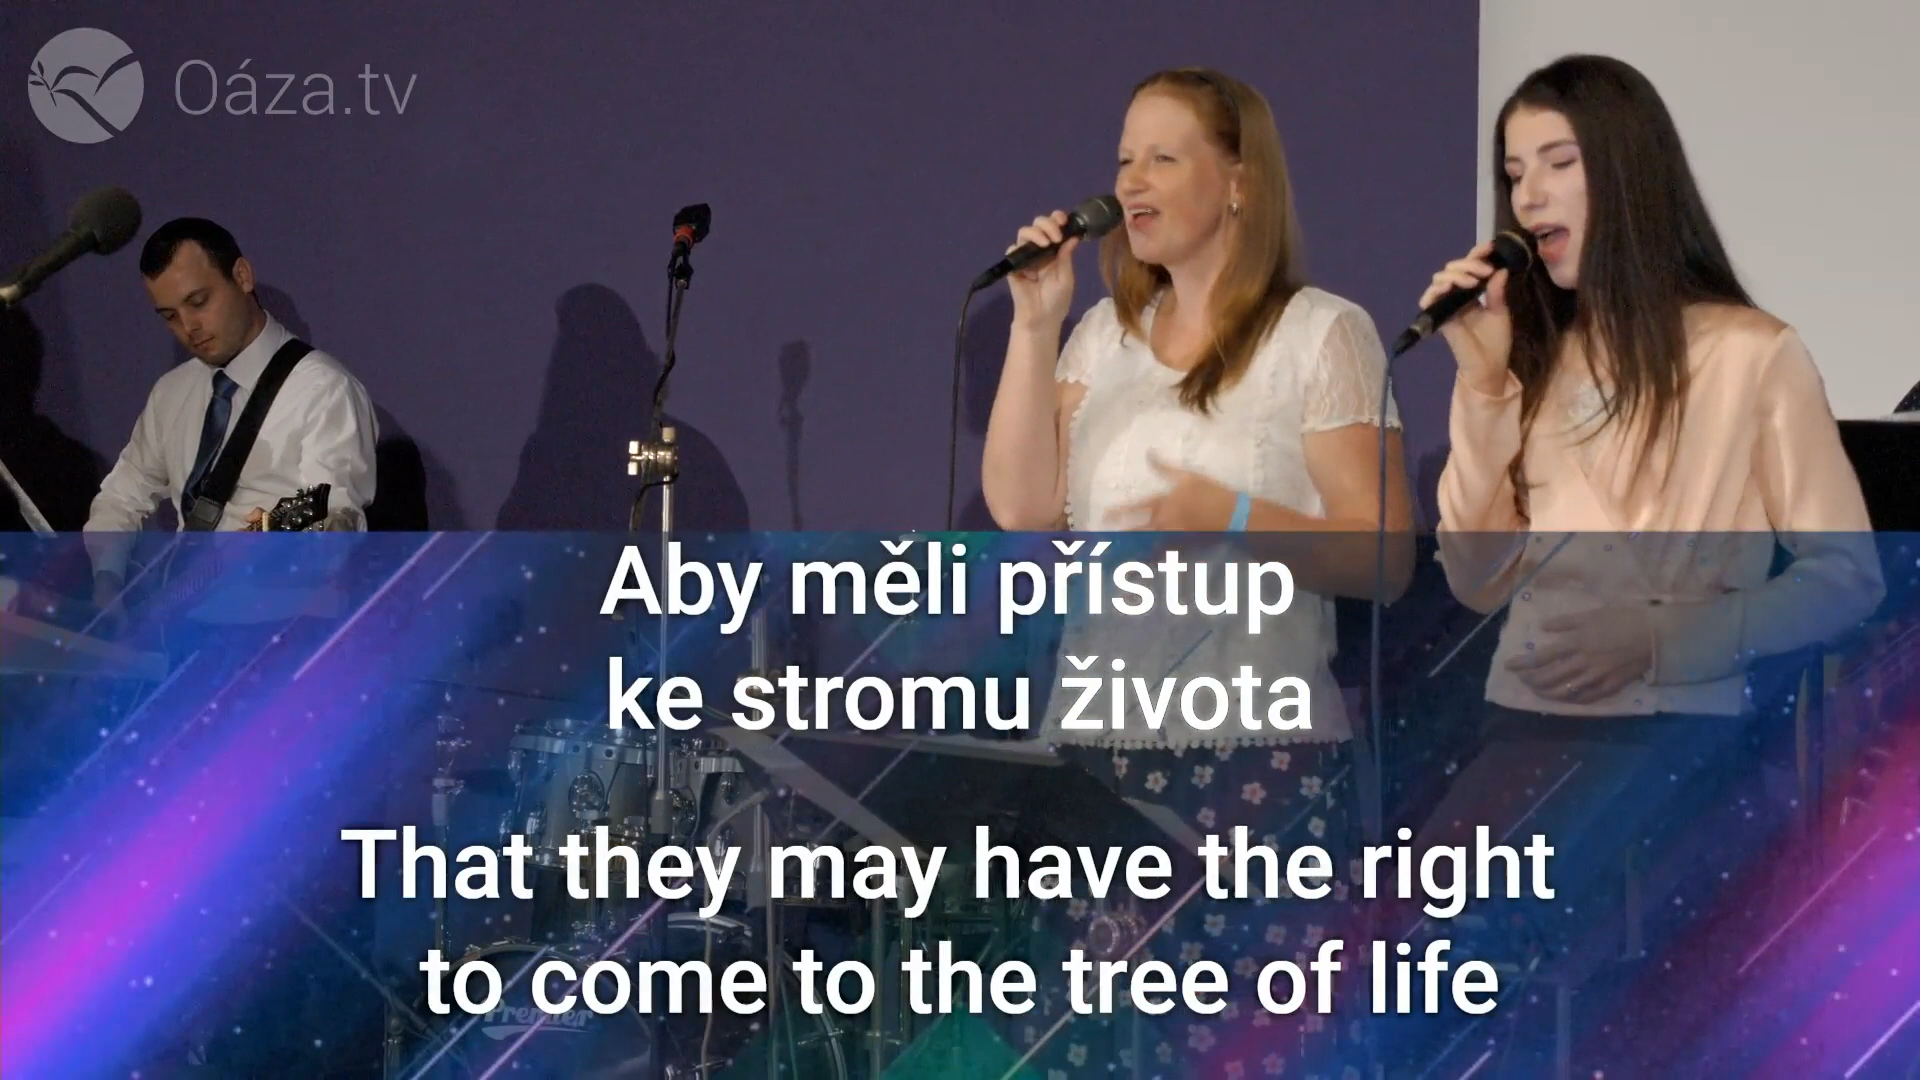 Oáza.tv
Aby měli přístup
ke stromu života
That they may have the right
to come to the tree of life
Premier